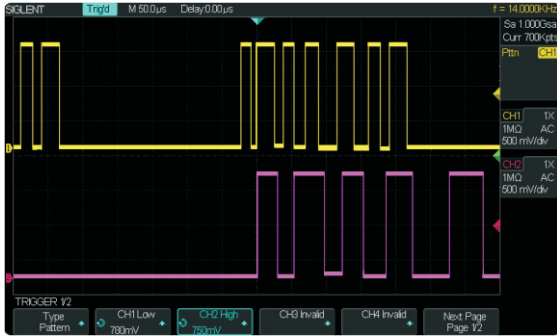 SIGLENT Trig'd M 50.0µs Delay:0.00µs f = 14.0000KHz
Sa 1.00GSa
Curr 700Kpts
Pttn CH1
CH1 1X
1MΩ AC
500 mV/div
CH2 1X
1MΩ AC
500 mV/div
TRIGGER 1/2
Type CH1 Low CH2 High CH3 Invalid CH4 Invalid Next Page
Pattern 780mV 750mV Page 1/2